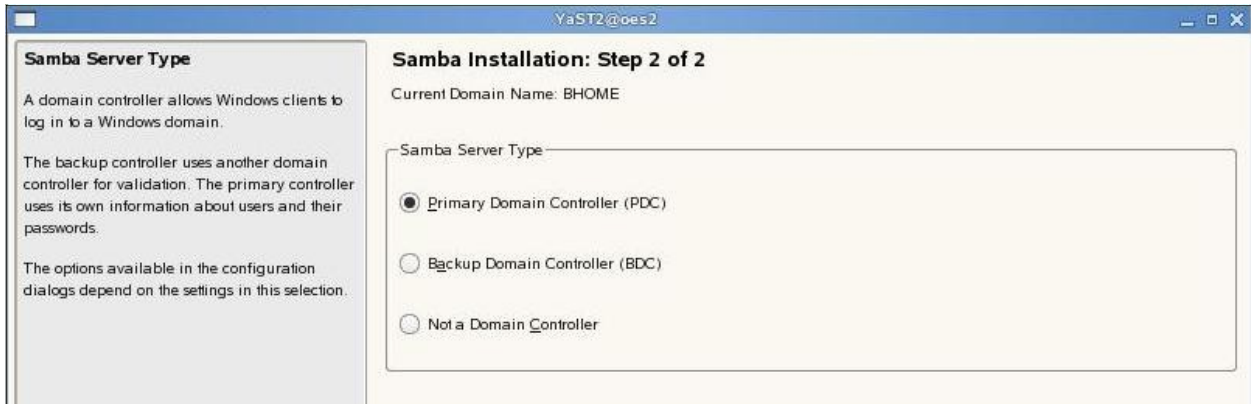 YaST2@oes2
Samba Server Type
A domain controller allows Windows clients to
log in to a Windows domain.
The backup controller uses another domain
controller for validation. The primary controller
uses its own information about users and their
passwords.
The options available in the configuration
dialogs depend on the settings in this selection.
Samba Installation: Step 2 of 2
Current Domain Name: BHOME
Samba Server Type
Primary Domain Controller (PDC)
Backup Domain Controller (BDC)
Not a Domain Controller